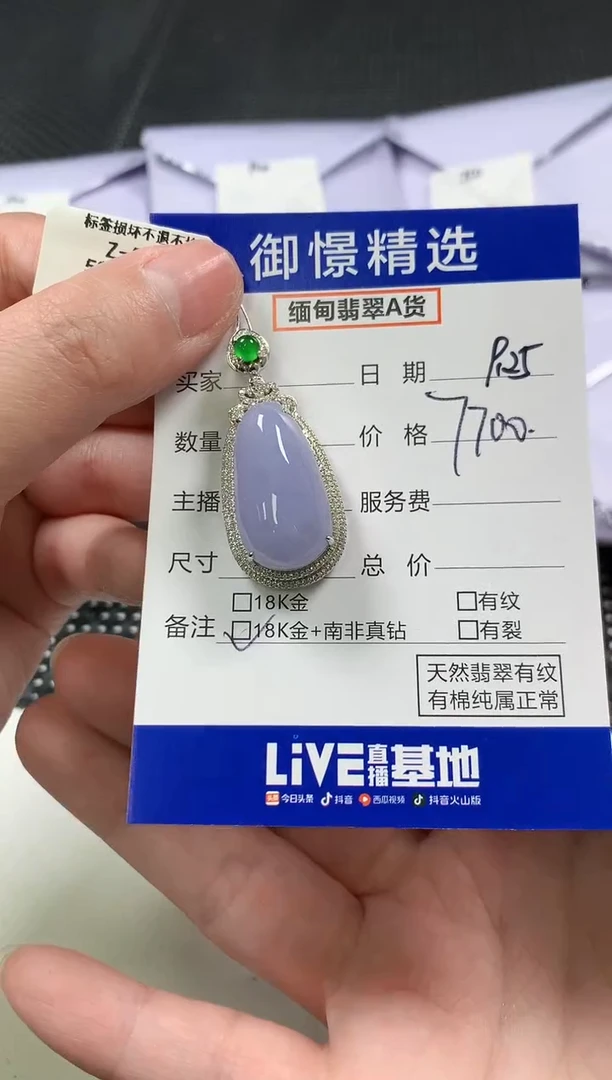 标签损坏不退不换
御憬精选
缅甸翡翠A货
买家 日期 9.25
数量 价格 7700.
主播 服务费
尺寸 总价
□18K金 □有纹
备注 □18K金+南非真钻 □有裂
天然翡翠有纹
有棉纯属正常
LiVE直播基地
今日头条 抖音 西瓜视频 抖音火山版